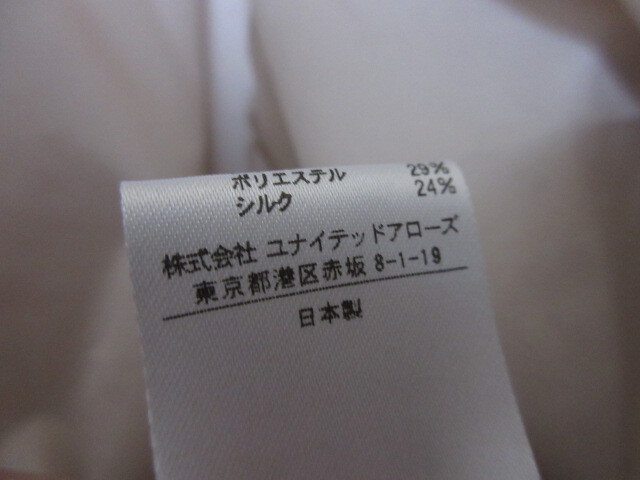 ポリエステル 29%
シルク 24%
株式会社 ユナイテッドアローズ
東京都港区赤坂 8-1-19
日本製